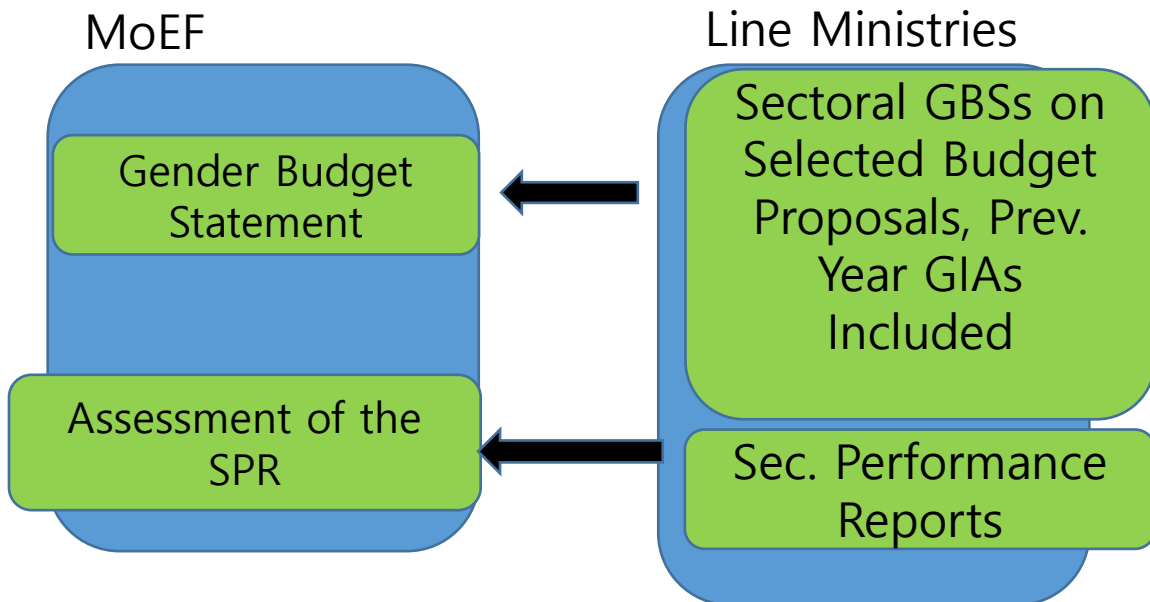 MoEF
Gender Budget
Statement
Assessment of the
SPR
Line Ministries
Sectoral GBSs on
Selected Budget
Proposals, Prev.
Year GIAs
Included
Sec. Performance
Reports